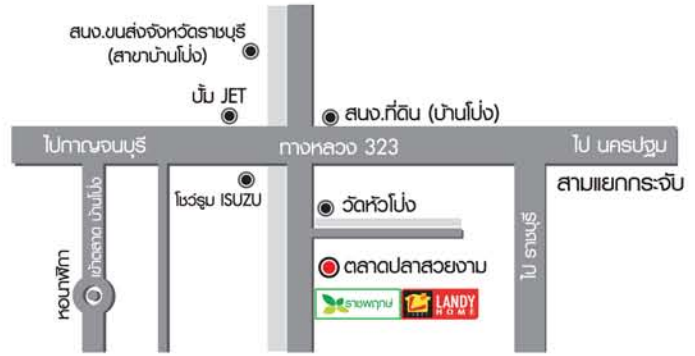 สนง.ขนส่งจังหวัดราชบุรี
(สาขาบ้านโป่ง)
ปั้ม JET
สนง.ที่ดิน (บ้านโป่ง)
ไปกาญจนบุรี
ทางหลวง 323
ไป นครปฐม
สามแยกกระจับ
โชว์รูม ISUZU
วัดหัวโป่ง
เข้าตลาด บ้านโป่ง
หอนาฬิกา
ไป ราชบุรี
ตลาดปลาสวยงาม
ราชพฤกษ์
LANDY
HOME